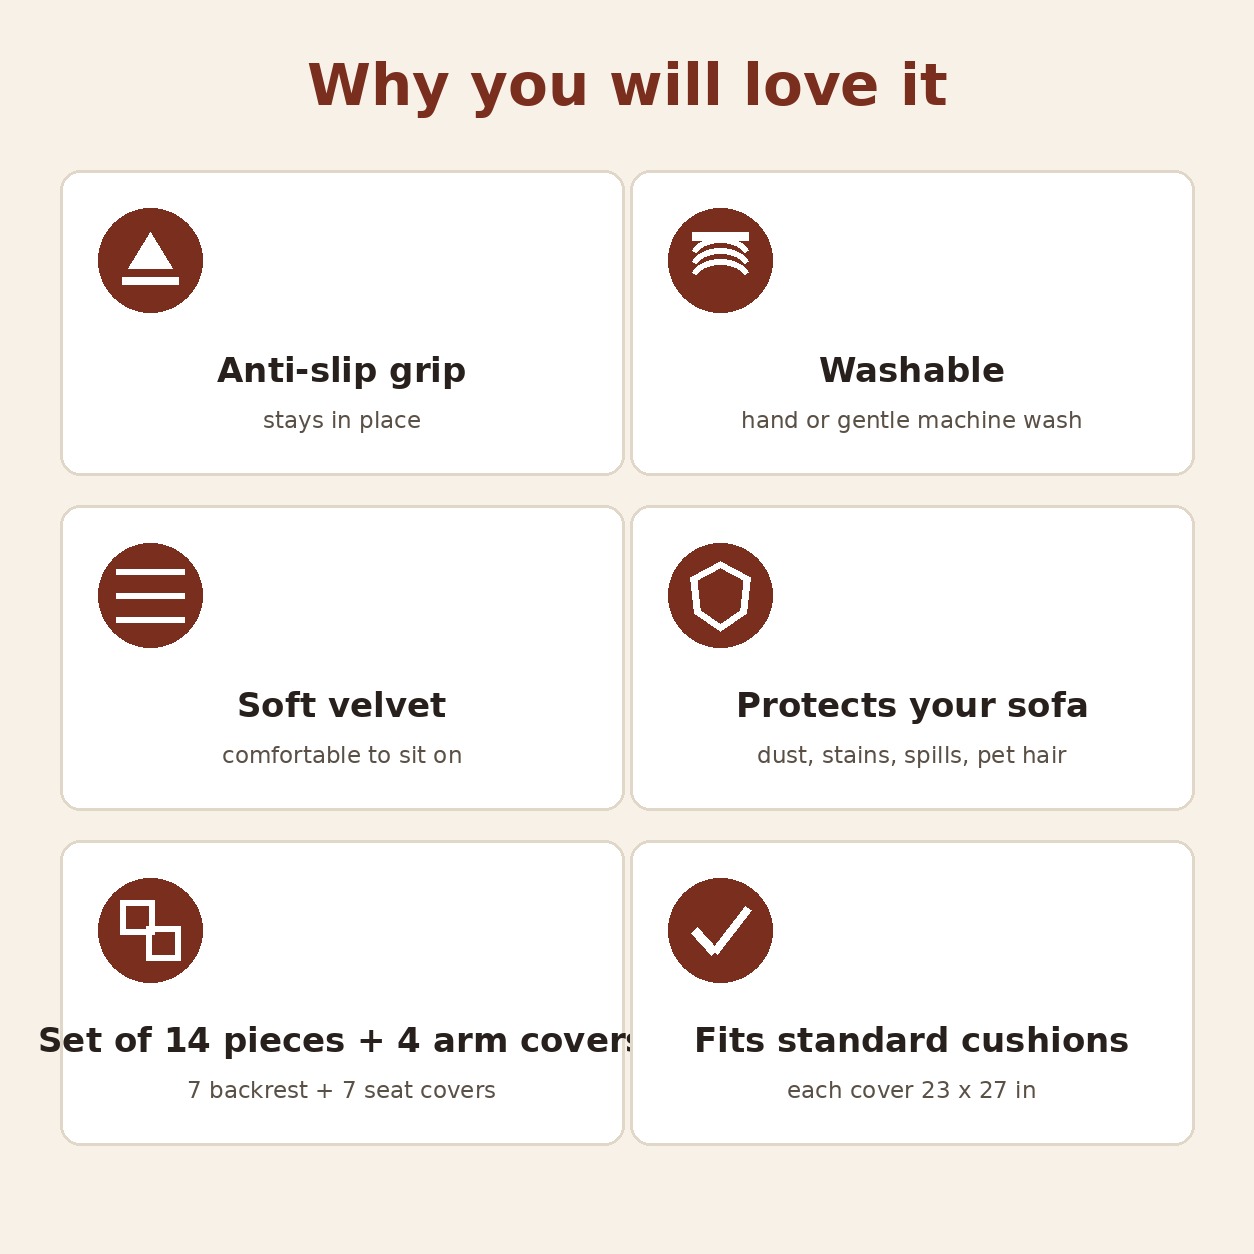 Why you will love it
Anti-slip grip
stays in place
Washable
hand or gentle machine wash
Soft velvet
comfortable to sit on
Protects your sofa
dust, stains, spills, pet hair
Set of 14 pieces + 4 arm covers
7 backrest + 7 seat covers
Fits standard cushions
each cover 23 x 27 in